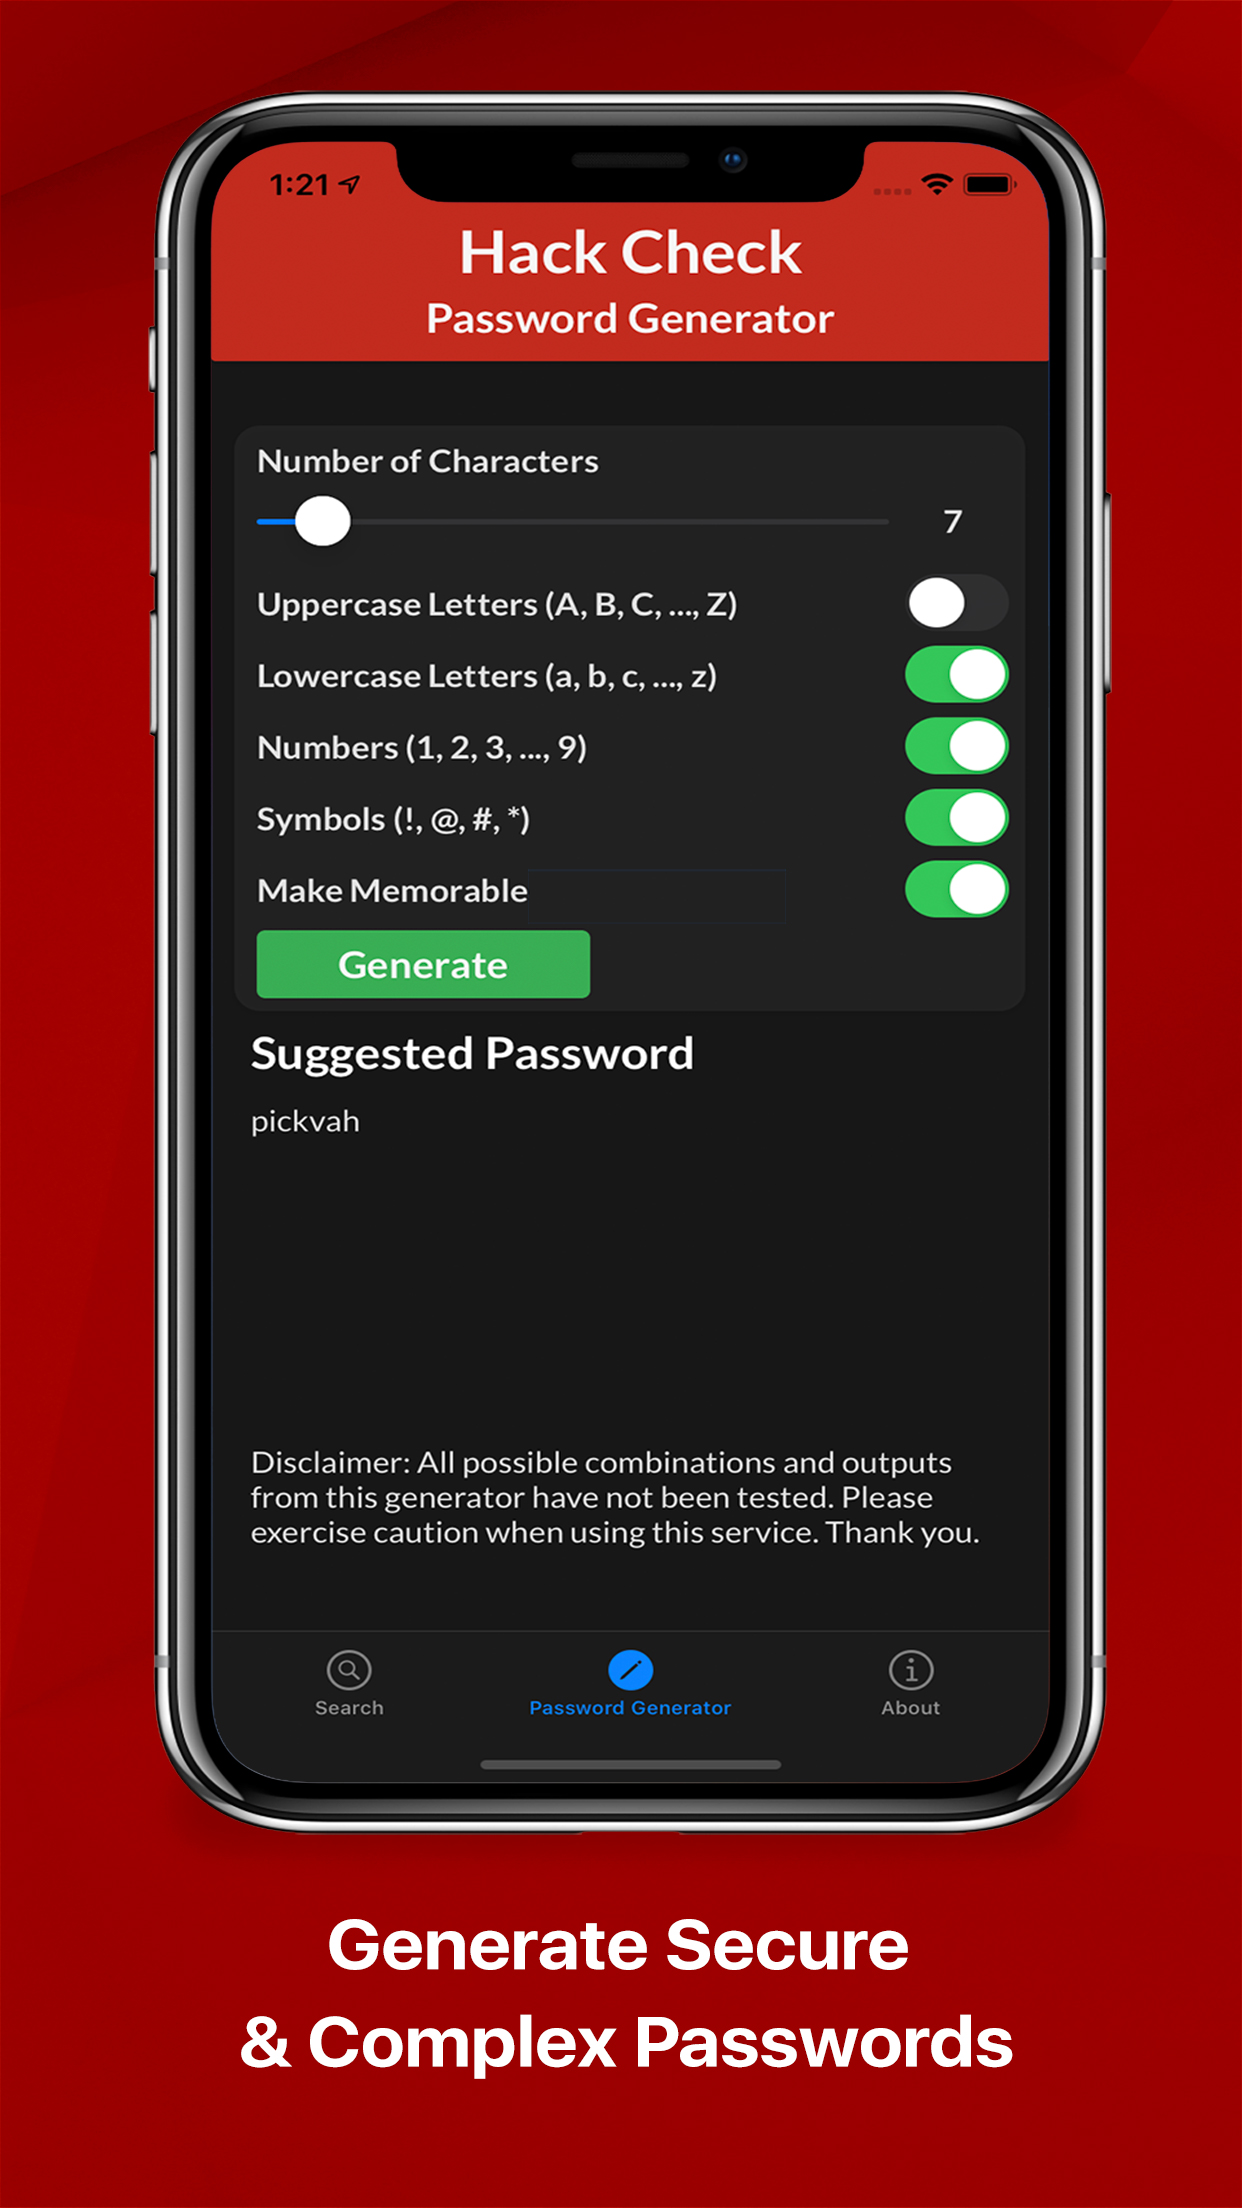 1:21
Hack Check
Password Generator
Number of Characters
7
Uppercase Letters (A, B, C, ..., Z)
Lowercase Letters (a, b, c, ..., z)
Numbers (1, 2, 3, ..., 9)
Symbols (!, @, #, *)
Make Memorable
Generate
Suggested Password
pickvah
Disclaimer: All possible combinations and outputs
from this generator have not been tested. Please
exercise caution when using this service. Thank you.
Search
Password Generator
About
Generate Secure
& Complex Passwords